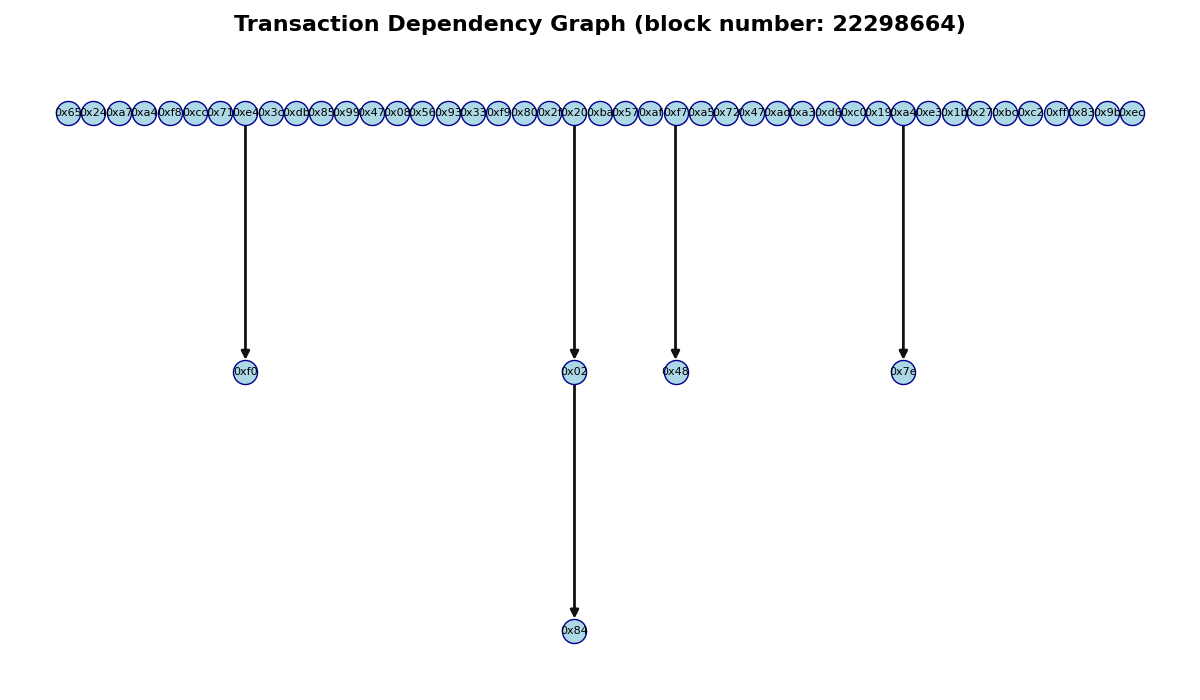 Transaction Dependency Graph (block number: 22298664)
0x65 0x24 0xa7 0xa4 0xf8 0xcc 0x71 0xe4 0x3c 0xdb 0x85 0x99 0x47 0x08 0x56 0x93 0x33 0xf9 0x80 0x2f 0x20 0xba 0x57 0xaf 0xf7 0xa5 0x72 0x47 0xad 0xa3 0xd6 0xc0 0x19 0xa4 0xe3 0x1b 0x27 0xbc 0xc2 0xff 0x83 0x9b 0xec
0xf0 0x02 0x48 0x7e
0x84